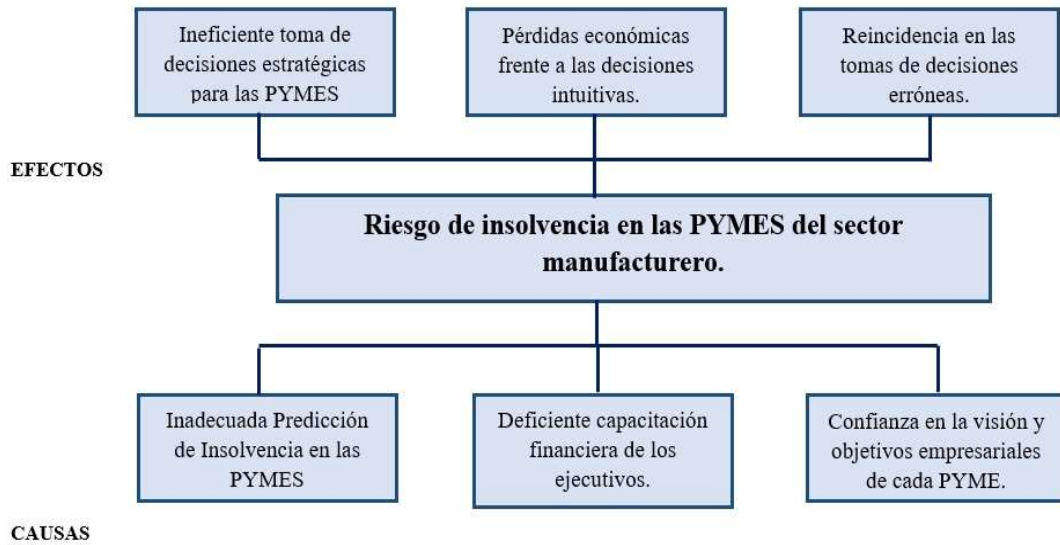 Ineficiente toma de
decisiones estratégicas
para las PYMES
Pérdidas económicas
frente a las decisiones
intuitivas.
Reincidencia en las
tomas de decisiones
erróneas.
EFECTOS
Riesgo de insolvencia en las PYMES del sector
manufacturero.
Inadecuada Predicción
de Insolvencia en las
PYMES
Deficiente capacitación
financiera de los
ejecutivos.
Confianza en la visión y
objetivos empresariales
de cada PYME.
CAUSAS